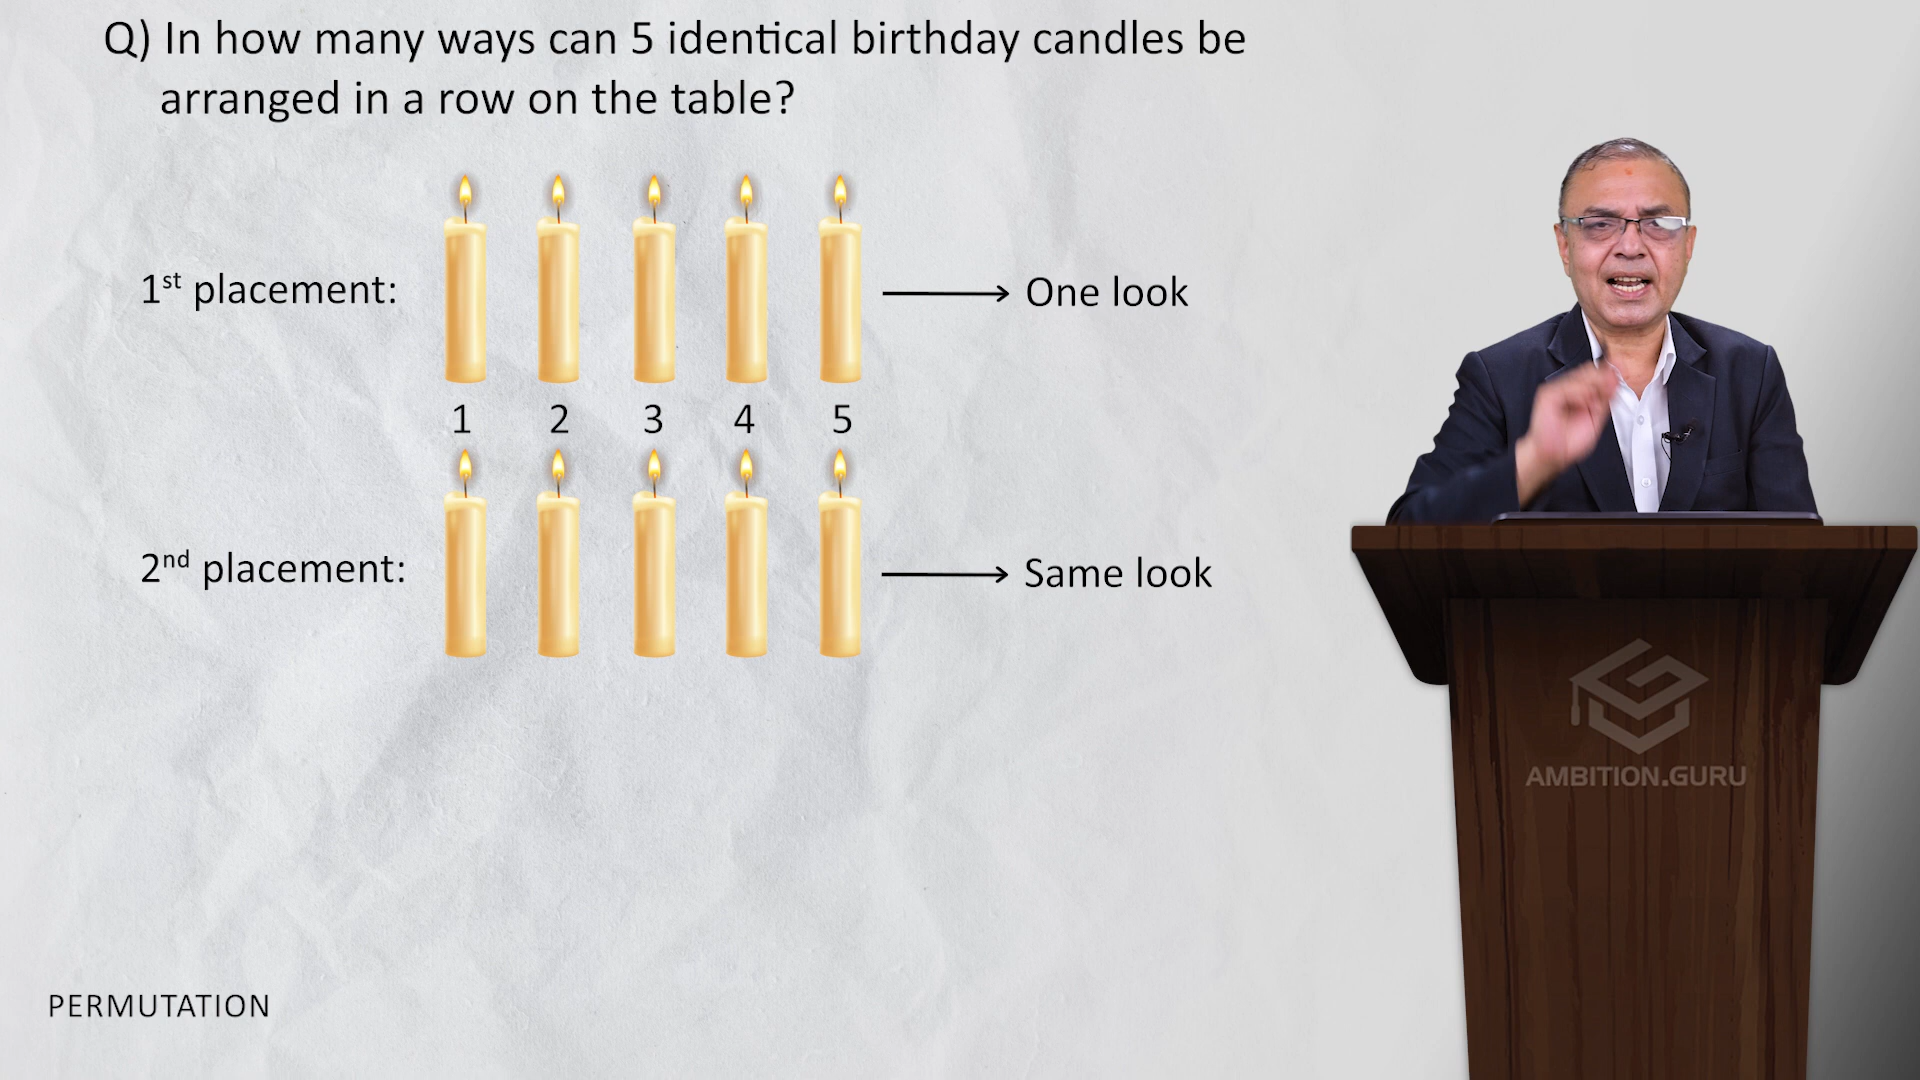 Q) In how many ways can 5 identical birthday candles be
arranged in a row on the table?
1st placement:
One look
1 2 3 4 5
2nd placement:
Same look
AMBITION.GURU
PERMUTATION